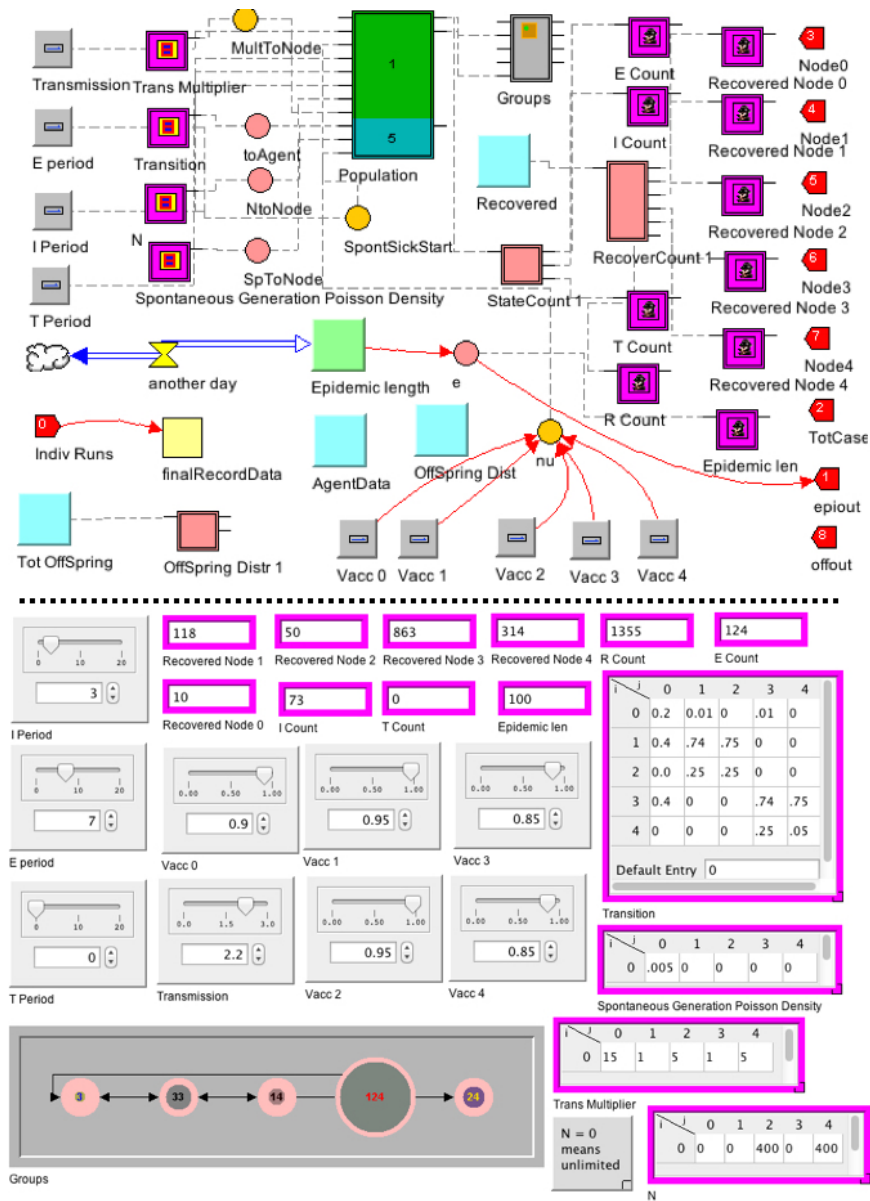 MultToNode
1
5
Population
Groups
E Count
3
Node0
Recovered Node 0
Transmission
Trans Multiplier
I Count
4
Node1
Recovered Node 1
E period
Transition
toAgent
Recovered
5
Node2
Recovered Node 2
I Period
N
NtoNode
SpontSickStart
RecoverCount 1
6
Node3
Recovered Node 3
T Period
SpToNode
Spontaneous Generation Poisson Density
StateCount 1
T Count
7
Node4
Recovered Node 4
another day
Epidemic length
e
R Count
2
TotCase
0
Indiv Runs
finalRecordData
AgentData
OffSpring Dist
nu
Epidemic len
1
epiout
Tot OffSpring
OffSpring Distr 1
Vacc 0
Vacc 1
Vacc 2
Vacc 3
Vacc 4
8
offout
0 10 20
3
I Period
118
Recovered Node 1
50
Recovered Node 2
863
Recovered Node 3
314
Recovered Node 4
1355
R Count
124
E Count
10
Recovered Node 0
73
I Count
0
T Count
100
Epidemic len
i j 0 1 2 3 4
0 0.2 0.01 0 .01 0
1 0.4 .74 .75 0 0
2 0.0 .25 .25 0 0
3 0.4 0 0 .74 .75
4 0 0 0 .25 .05
Default Entry 0
Transition
0 10 20
7
E period
0.00 0.50 1.00
0.9
Vacc 0
0.00 0.50 1.00
0.95
Vacc 1
0.00 0.50 1.00
0.85
Vacc 3
0 10 20
0
T Period
0.0 1.5 3.0
2.2
Transmission
0.00 0.50 1.00
0.95
Vacc 2
0.00 0.50 1.00
0.85
Vacc 4
i j 0 1 2 3 4
0 .005 0 0 0 0
Spontaneous Generation Poisson Density
3 33 14 124 24
Groups
i j 0 1 2 3 4
0 15 1 5 1 5
Trans Multiplier
N = 0
means
unlimited
i j 0 1 2 3 4
0 0 0 400 0 400
N